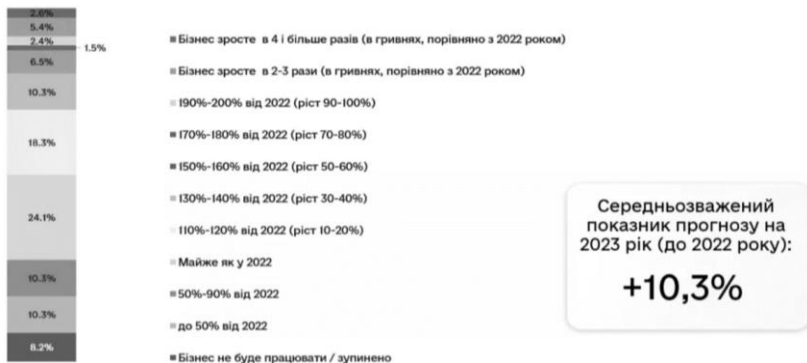 2.6%
5.4%
2.4%
1.5%
6.5%
10.3%
18.3%
24.1%
10.3%
10.3%
8.2%
Бізнес зросте в 4 і більше разів (в гривнях, порівняно з 2022 роком)
Бізнес зросте в 2-3 рази (в гривнях, порівняно з 2022 роком)
190%-200% від 2022 (ріст 90-100%)
170%-180% від 2022 (ріст 70-80%)
150%-160% від 2022 (ріст 50-60%)
130%-140% від 2022 (ріст 30-40%)
110%-120% від 2022 (ріст 10-20%)
Майже як у 2022
50%-90% від 2022
до 50% від 2022
Бізнес не буде працювати / зупинено
Середньозважений
показник прогнозу на
2023 рік (до 2022 року):
+10,3%